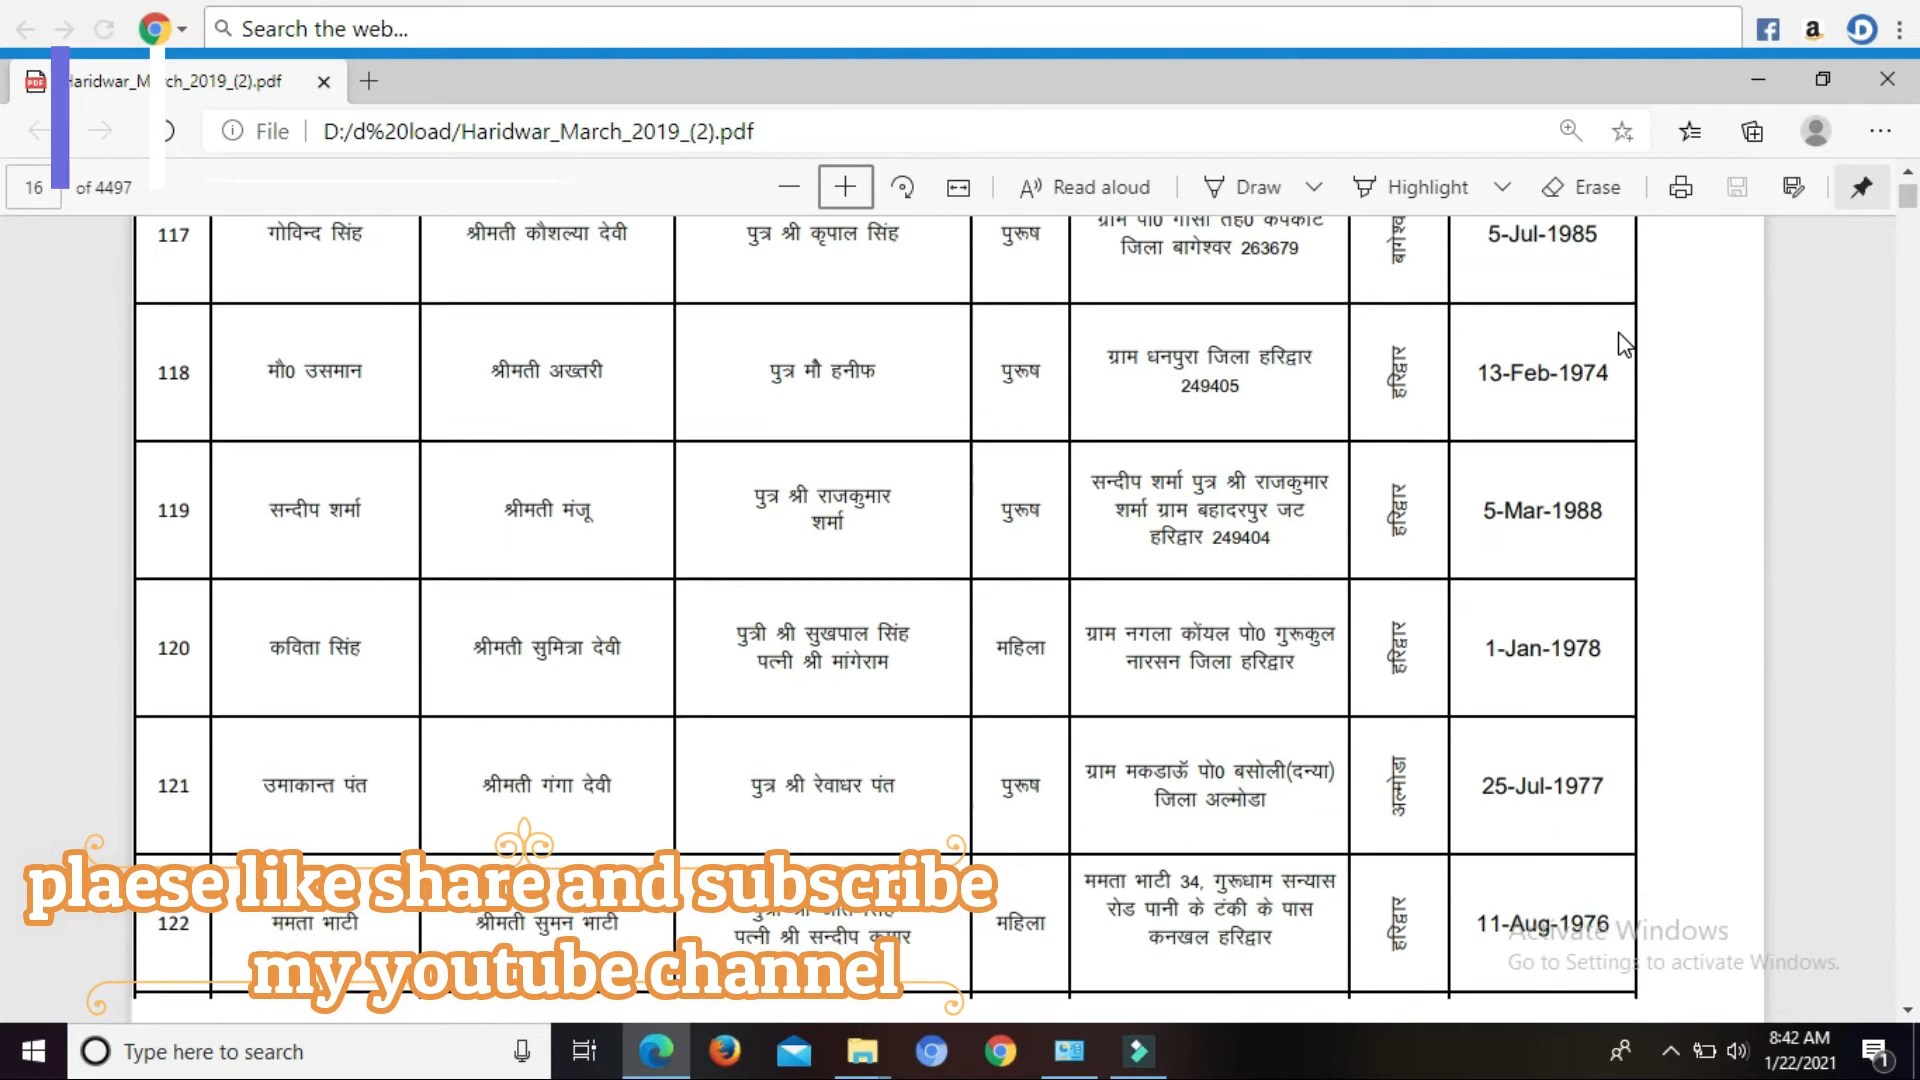 Search the web...
Haridwar_March_2019_(2).pdf
File D:/d%20load/Haridwar_March_2019_(2).pdf
16 of 4497 Read aloud Draw Highlight Erase
117 गोविन्द सिंह श्रीमती कौशल्या देवी पुत्र श्री कृपाल सिंह पुरूष ग्राम पो0 गासी तह0 कपकोट
जिला बागेश्वर 263679 5-Jul-1985
118 मौ0 उसमान श्रीमती अख्तरी पुत्र मौ हनीफ पुरूष ग्राम धनपुरा जिला हरिद्वार
249405 हरिद्वार 13-Feb-1974
119 सन्दीप शर्मा श्रीमती मंजू पुत्र श्री राजकुमार
शर्मा पुरूष सन्दीप शर्मा पुत्र श्री राजकुमार
शर्मा ग्राम बहादरपुर जट
हरिद्वार 249404 हरिद्वार 5-Mar-1988
120 कविता सिंह श्रीमती सुमित्रा देवी पुत्री श्री सुखपाल सिंह
पत्नी श्री मांगेराम महिला ग्राम नगला कोंयल पो0 गुरूकुल
नारसन जिला हरिद्वार हरिद्वार 1-Jan-1978
121 उमाकान्त पंत श्रीमती गंगा देवी पुत्र श्री रेवाधर पंत पुरूष ग्राम मकडाऊॅ पो0 बसोली(दन्या)
जिला अल्मोडा अल्मोडा 25-Jul-1977
122 ममता भाटी श्रीमती सुमन भाटी
पत्नी श्री सन्दीप कुमार महिला ममता भाटी 34, गुरूधाम सन्यास
रोड पानी के टंकी के पास
कनखल हरिद्वार हरिद्वार 11-Aug-1976
plaese like share and subscribe
my youtube channel
Activate Windows
Go to Settings to activate Windows.
Type here to search
8:42 AM
1/22/2021
1